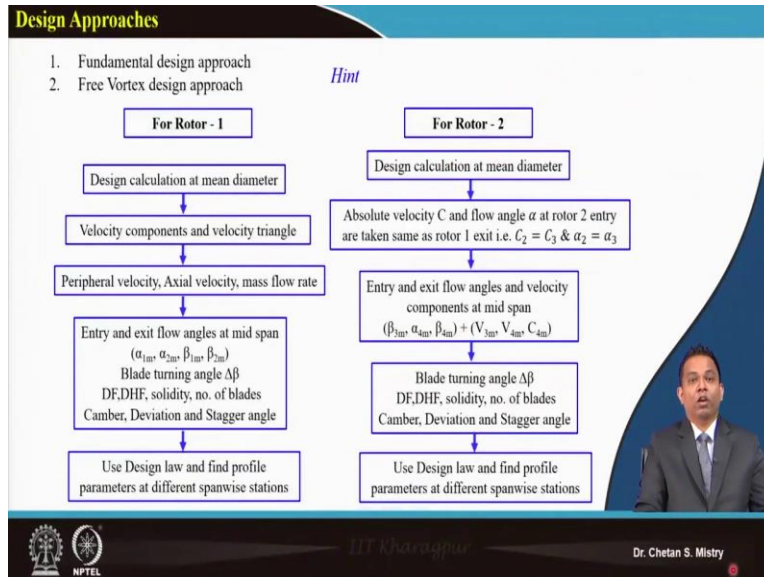 Design Approaches
1. Fundamental design approach
2. Free Vortex design approach
Hint
For Rotor - 1
Design calculation at mean diameter
Velocity components and velocity triangle
Peripheral velocity, Axial velocity, mass flow rate
Entry and exit flow angles at mid span
(α1m, α2m, β1m, β2m)
Blade turning angle Δβ
DF,DHF, solidity, no. of blades
Camber, Deviation and Stagger angle
Use Design law and find profile
parameters at different spanwise stations
For Rotor - 2
Design calculation at mean diameter
Absolute velocity C and flow angle α at rotor 2 entry
are taken same as rotor 1 exit i.e. C2 = C3 & α2 = α3
Entry and exit flow angles and velocity
components at mid span
(β3m, α4m, β4m) + (V3m, V4m, C4m)
Blade turning angle Δβ
DF,DHF, solidity, no. of blades
Camber, Deviation and Stagger angle
Use Design law and find profile
parameters at different spanwise stations
NPTEL
IIT Kharagpur
Dr. Chetan S. Mistry